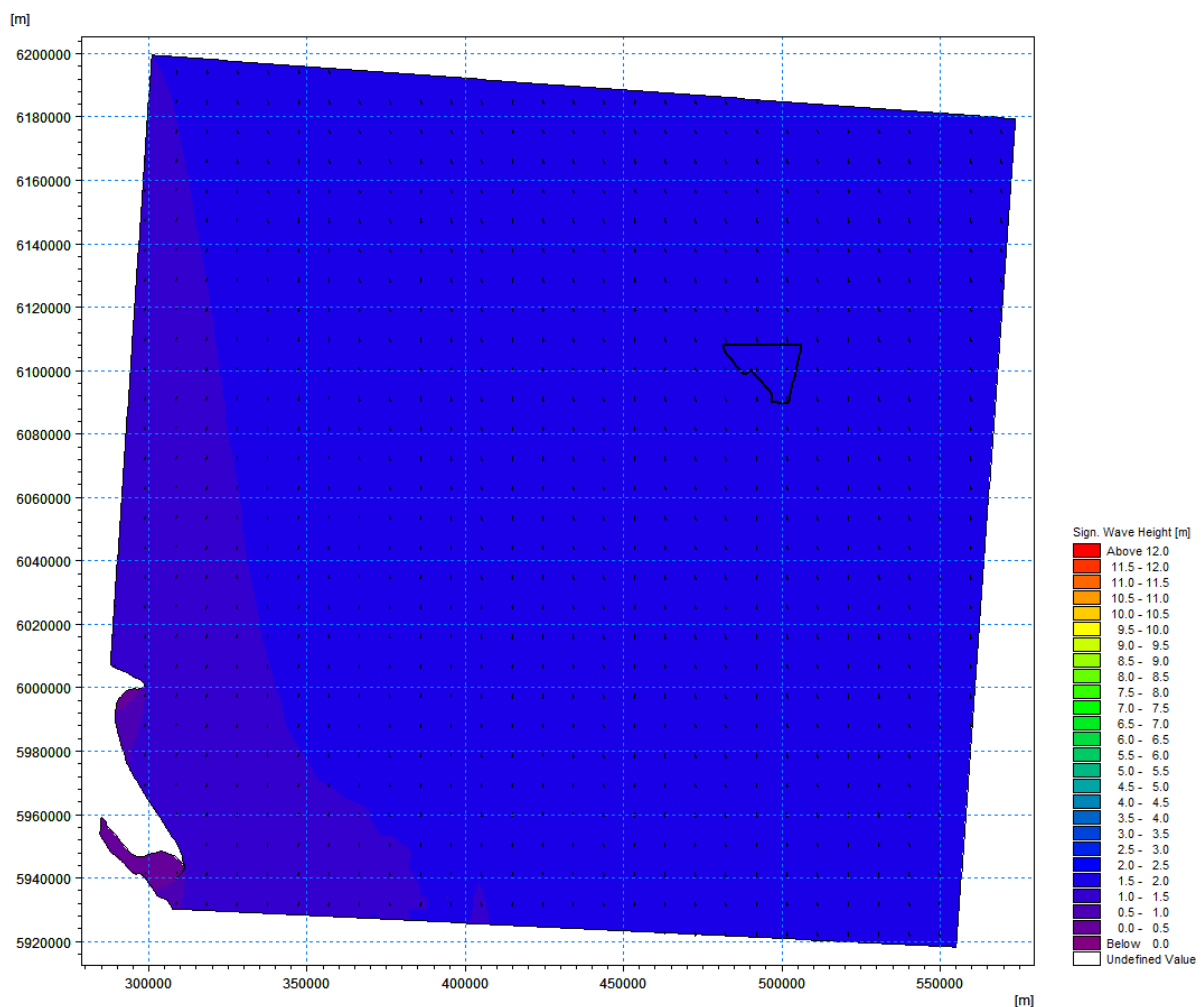 [m]
6200000
6180000
6160000
6140000
6120000
6100000
6080000
6060000
6040000
6020000
6000000
5980000
5960000
5940000
5920000
300000 350000 400000 450000 500000 550000
[m]
Sign. Wave Height [m]
Above 12.0
11.5 - 12.0
11.0 - 11.5
10.5 - 11.0
10.0 - 10.5
9.5 - 10.0
9.0 - 9.5
8.5 - 9.0
8.0 - 8.5
7.5 - 8.0
7.0 - 7.5
6.5 - 7.0
6.0 - 6.5
5.5 - 6.0
5.0 - 5.5
4.5 - 5.0
4.0 - 4.5
3.5 - 4.0
3.0 - 3.5
2.5 - 3.0
2.0 - 2.5
1.5 - 2.0
1.0 - 1.5
0.5 - 1.0
0.0 - 0.5
Below 0.0
Undefined Value